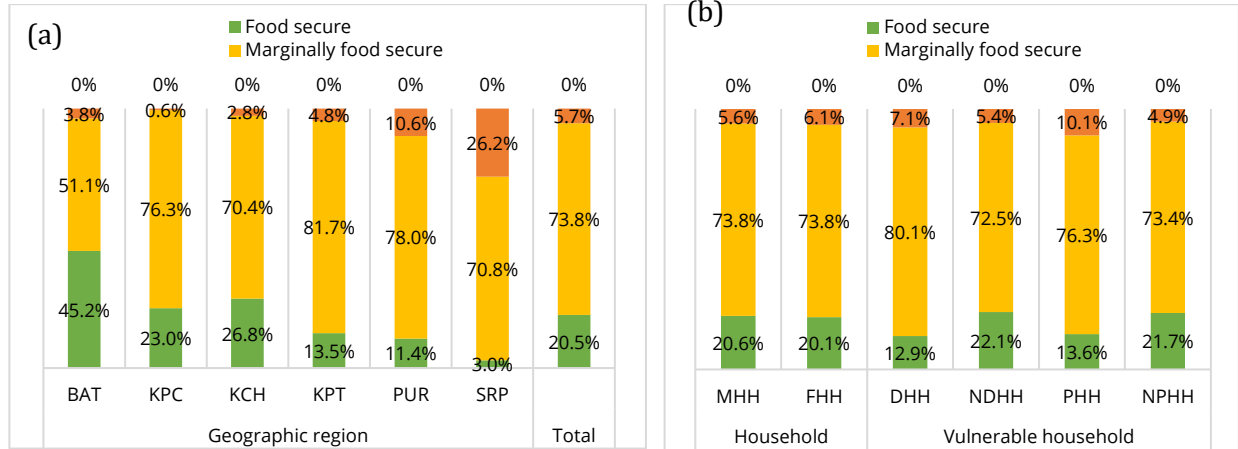 (a)
Food secure
Marginally food secure
0% 0% 0% 0% 0% 0% 0%
3.8% 0.6% 2.8% 4.8% 10.6% 26.2% 5.7%
51.1% 76.3% 70.4% 81.7% 78.0% 70.8% 73.8%
45.2% 23.0% 26.8% 13.5% 11.4% 3.0% 20.5%
BAT KPC KCH KPT PUR SRP
Geographic region Total
(b)
Food secure
Marginally food secure
0% 0% 0% 0% 0% 0%
5.6% 6.1% 7.1% 5.4% 10.1% 4.9%
73.8% 73.8% 80.1% 72.5% 76.3% 73.4%
20.6% 20.1% 12.9% 22.1% 13.6% 21.7%
MHH FHH DHH NDHH PHH NPHH
Household Vulnerable household